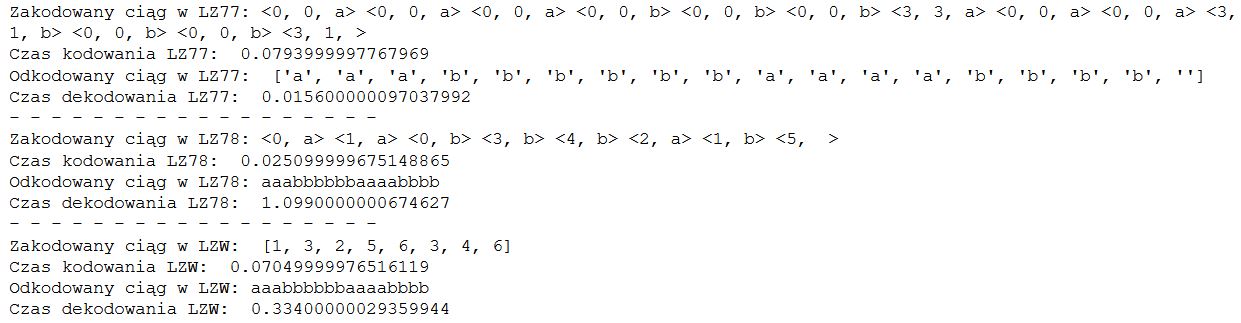 Zakodowany ciąg w LZ77: <0, 0, a> <0, 0, a> <0, 0, a> <0, 0, b> <0, 0, b> <0, 0, b> <3, 3, a> <0, 0, a> <0, 0, a> <3,
1, b> <0, 0, b> <0, 0, b> <3, 1, >
Czas kodowania LZ77:  0.0793999997767969
Odkodowany ciąg w LZ77:  ['a', 'a', 'a', 'b', 'b', 'b', 'b', 'b', 'b', 'a', 'a', 'a', 'a', 'b', 'b', 'b', 'b', '']
Czas dekodowania LZ77:  0.015600000097037992
- - - - - - - - - - - - - - - - - -
Zakodowany ciąg w LZ78: <0, a> <1, a> <0, b> <3, b> <4, b> <2, a> <1, b> <5,  >
Czas kodowania LZ78:  0.025099999675148865
Odkodowany ciąg w LZ78: aaabbbbbbaaaabbbb
Czas dekodowania LZ78:  1.0990000000674627
- - - - - - - - - - - - - - - - - -
Zakodowany ciąg w LZW:  [1, 3, 2, 5, 6, 3, 4, 6]
Czas kodowania LZW:  0.07049999976516119
Odkodowany ciąg w LZW: aaabbbbbbaaaabbbb
Czas dekodowania LZW:  0.33400000029359944